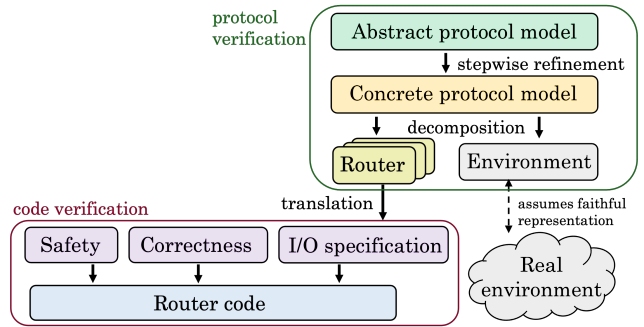 protocol
verification
Abstract protocol model
stepwise refinement
Concrete protocol model
decomposition
Router
Environment
translation
assumes faithful
representation
code verification
Safety
Correctness
I/O specification
Router code
Real
environment